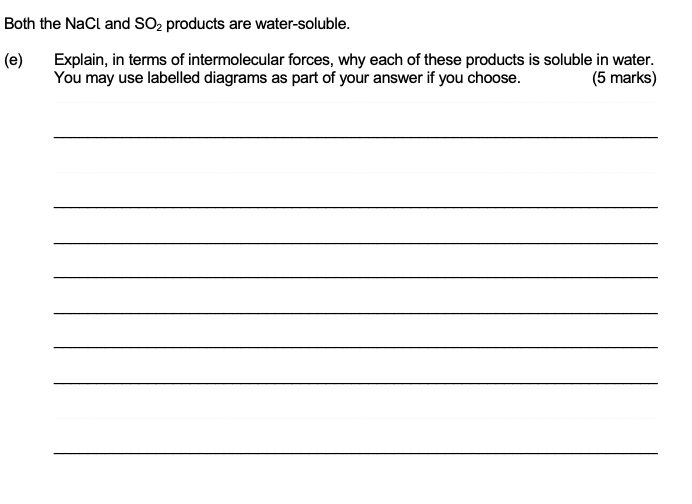 Both the NaCl and SO₂ products are water-soluble.
(e) Explain, in terms of intermolecular forces, why each of these products is soluble in water.
You may use labelled diagrams as part of your answer if you choose. (5 marks)